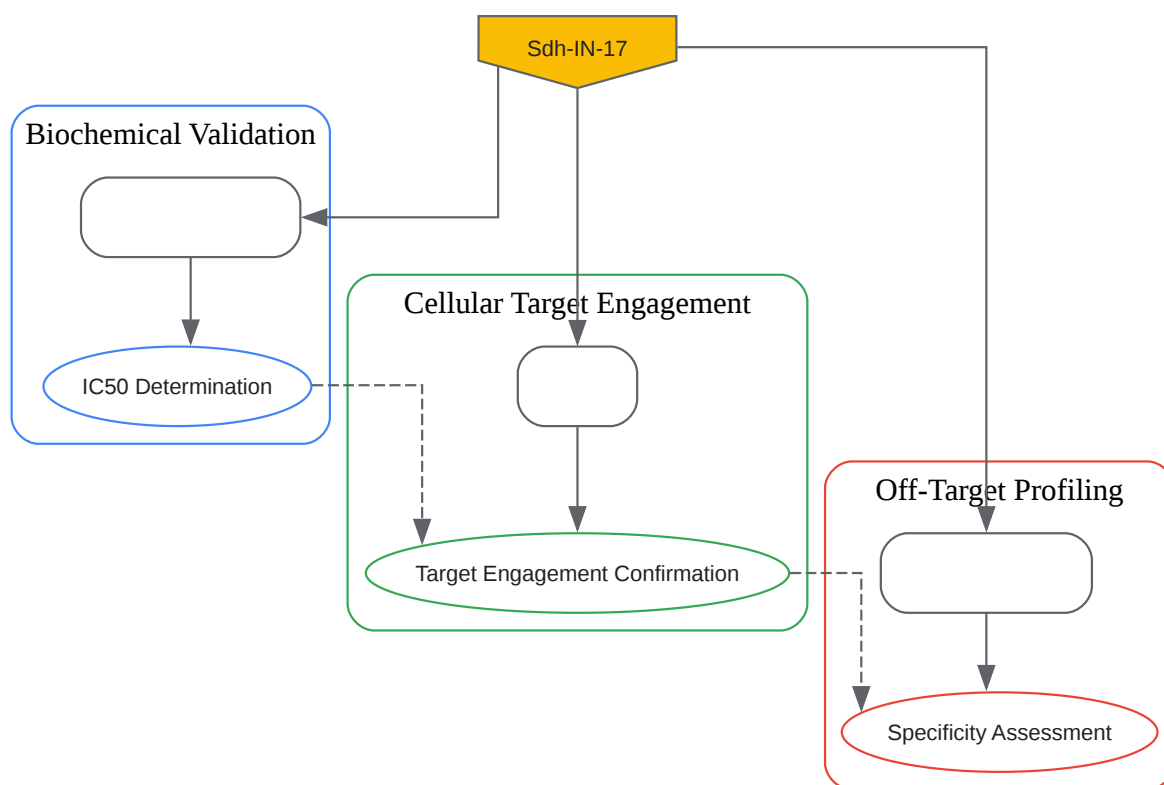 Sdh-IN-17
Biochemical Validation
IC50 Determination
Cellular Target Engagement
Target Engagement Confirmation
Off-Target Profiling
Specificity Assessment